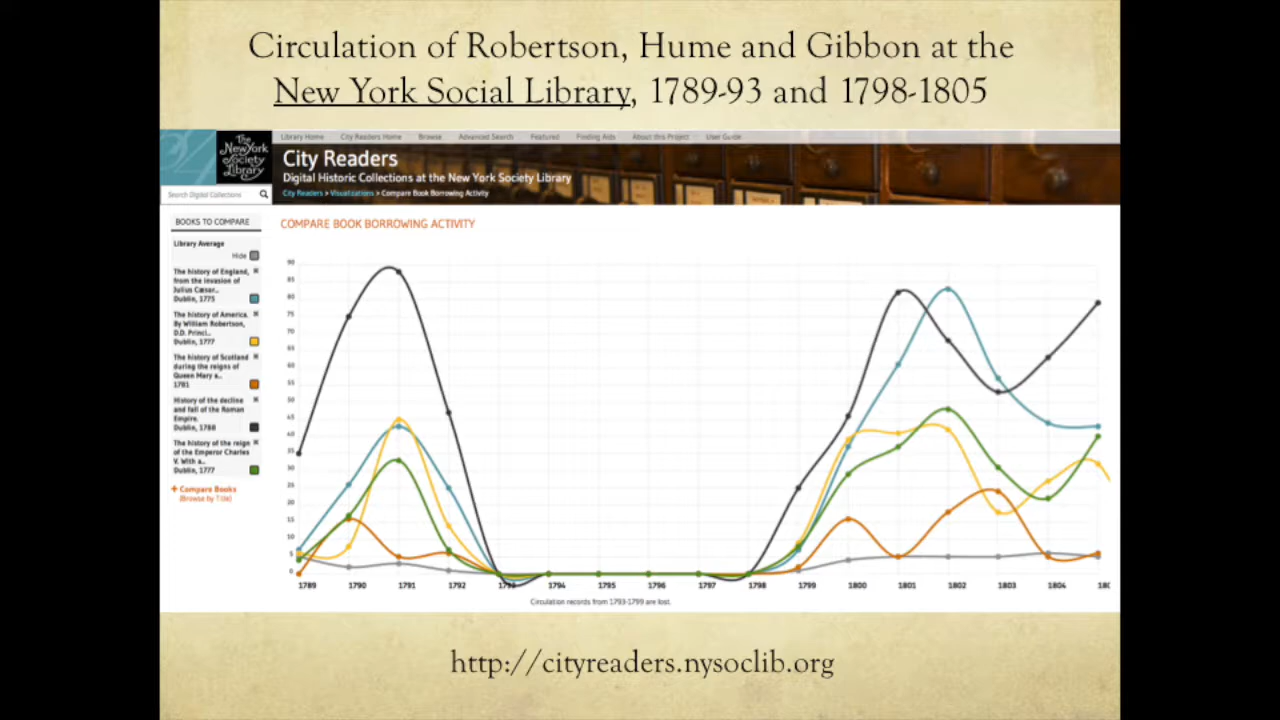 Circulation of Robertson, Hume and Gibbon at the
New York Social Library, 1789-93 and 1798-1805
The
New York
Society
Library
Library Home City Readers Home Browse Advanced Search Featured Finding Aids About this Project User Guide
City Readers
Digital Historic Collections at the New York Society Library
City Readers > Visualizations > Compare Book Borrowing Activity
Search Digital Collections
BOOKS TO COMPARE
Library Average
Hide
The history of England,
from the invasion of
Julius Cæsar..
Dublin, 1775
The history of America.
By William Robertson,
D.D. Princi..
Dublin, 1777
The history of Scotland
during the reigns of
Queen Mary a..
1781
History of the decline
and fall of the Roman
Empire.
Dublin, 1788
The history of the reign
of the Emperor Charles
V. With a..
Dublin, 1777
+ Compare Books
(Browse by Title)
COMPARE BOOK BORROWING ACTIVITY
90
85
80
75
70
65
60
55
50
45
40
35
30
25
20
15
10
5
0
1789 1790 1791 1792 1793 1794 1795 1796 1797 1798 1799 1800 1801 1802 1803 1804 180
Circulation records from 1793-1799 are lost.
http://cityreaders.nysoclib.org